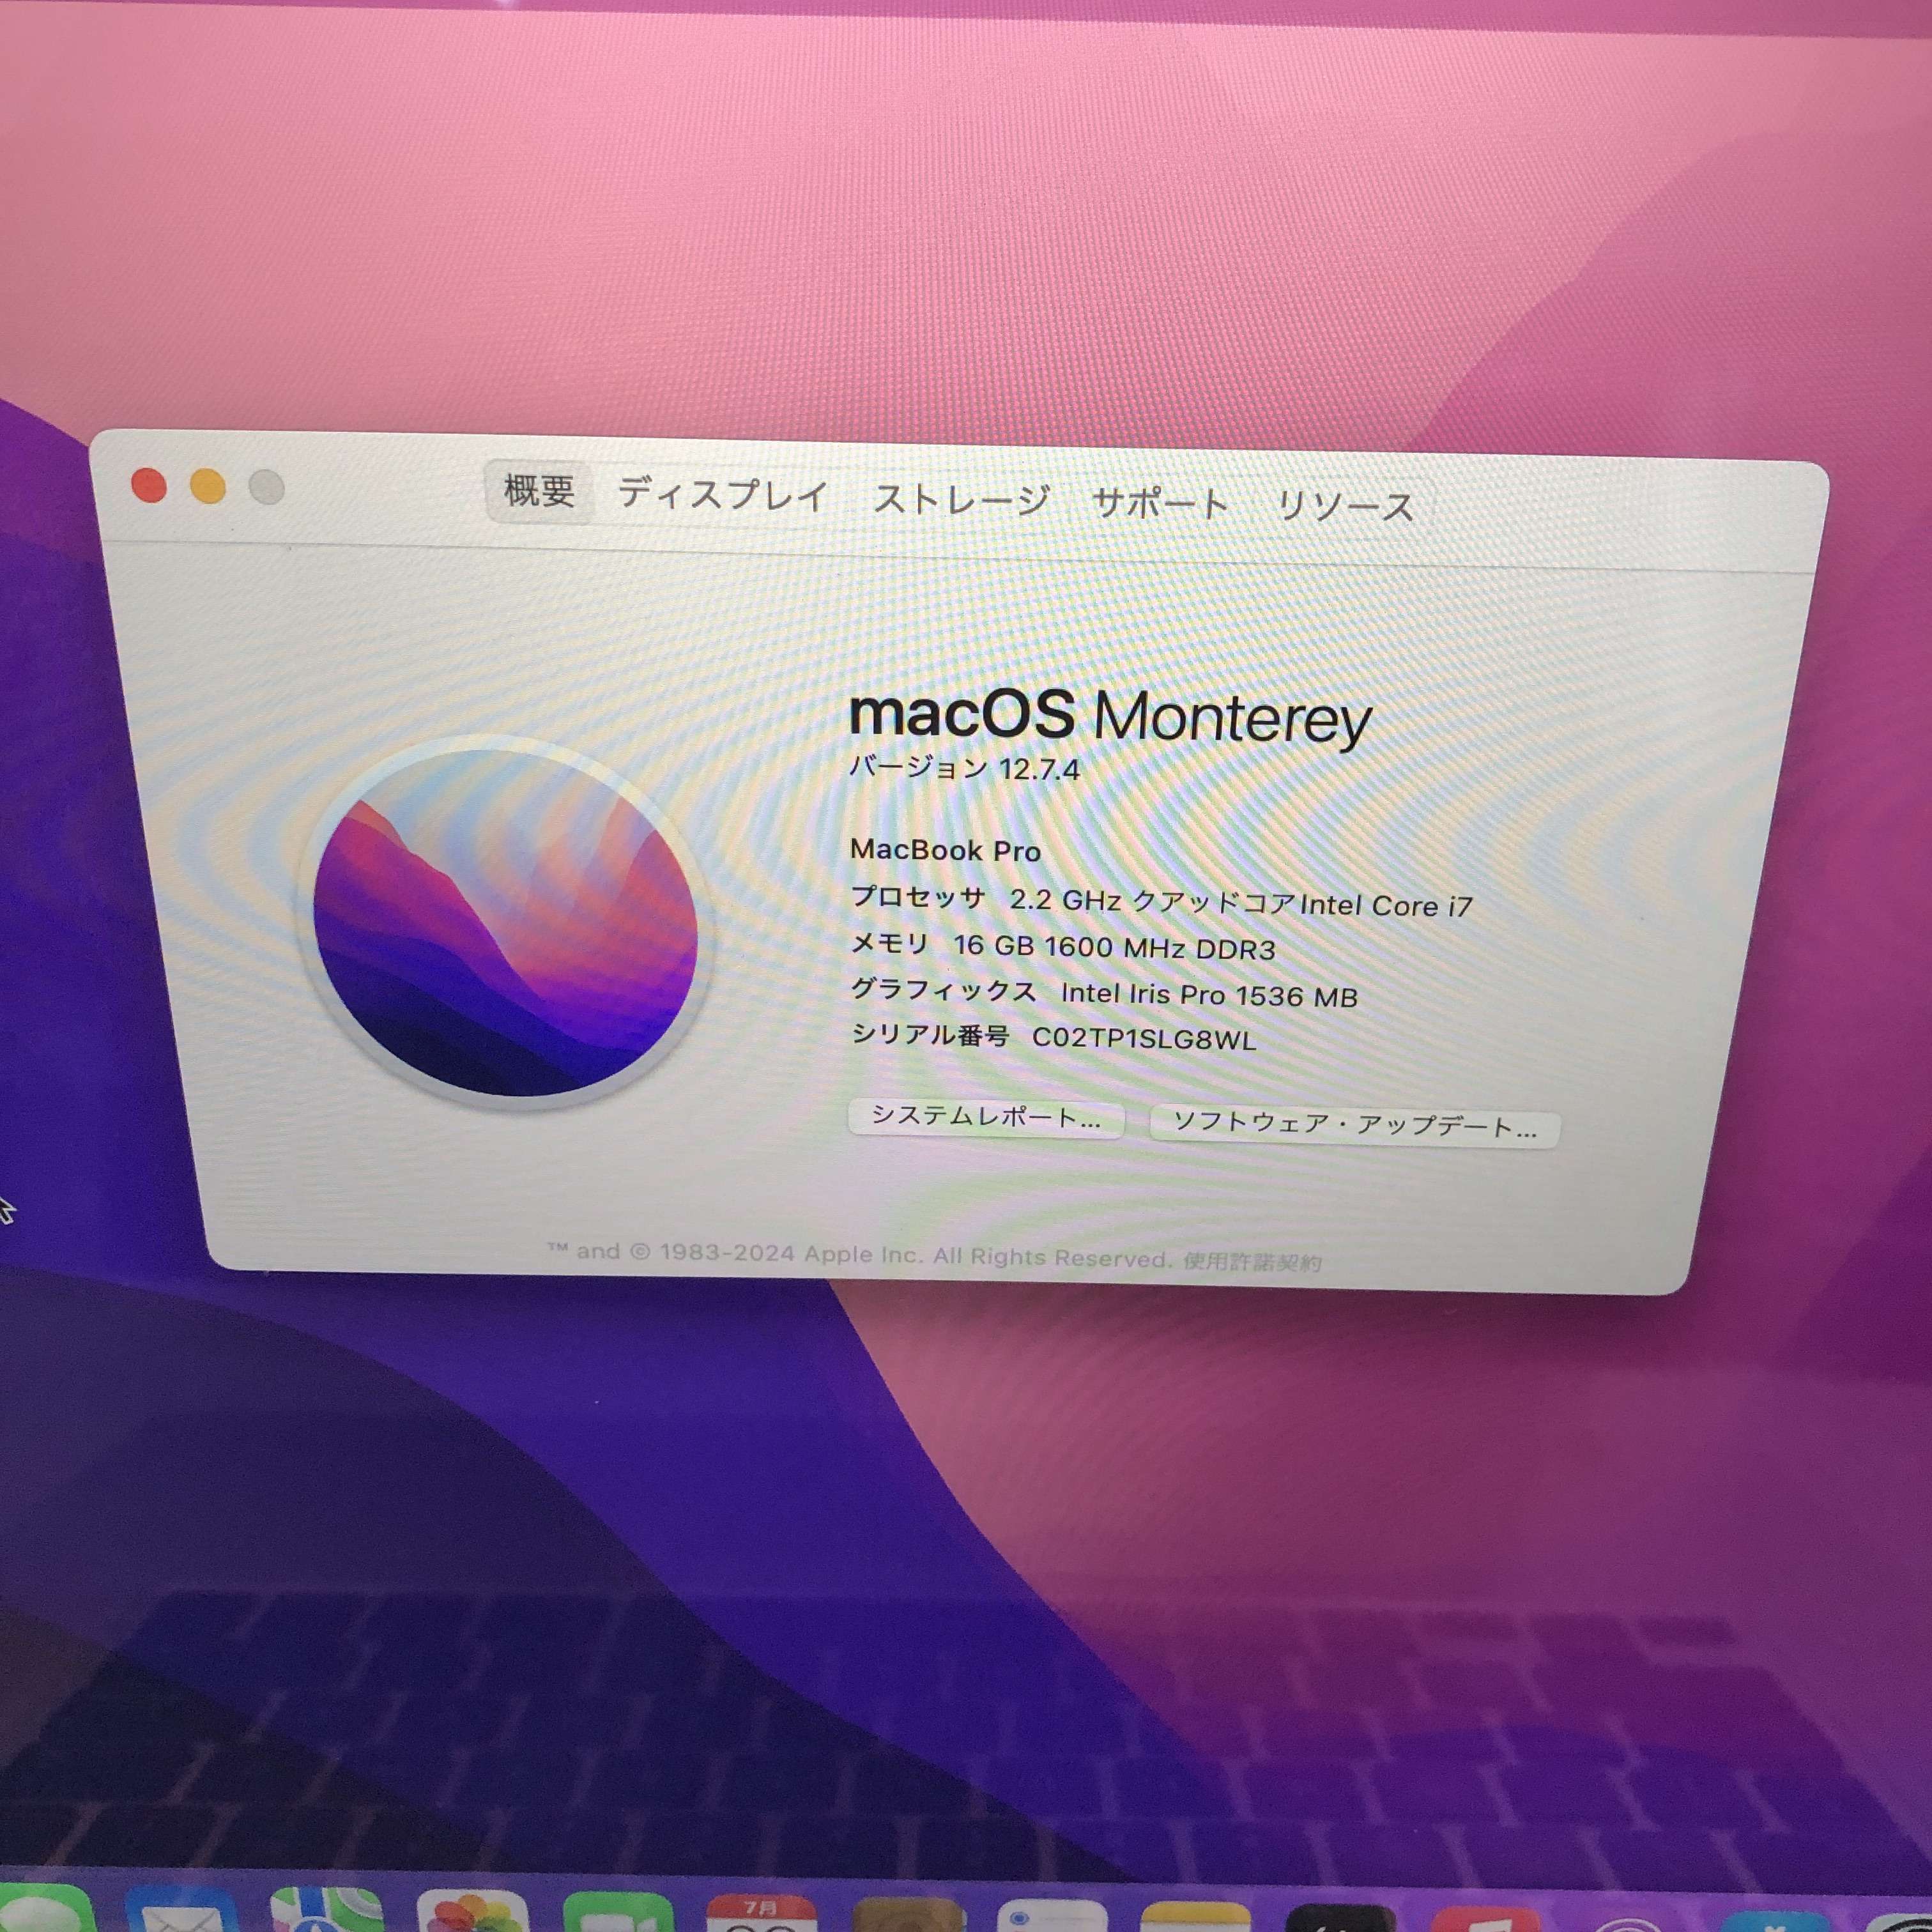 概要 ディスプレイ ストレージ サポート リソース
macOS Monterey
バージョン 12.7.4
MacBook Pro
プロセッサ 2.2 GHz クアッドコアIntel Core i7
メモリ 16 GB 1600 MHz DDR3
グラフィックス Intel Iris Pro 1536 MB
シリアル番号 C02TP1SLG8WL
システムレポート... ソフトウェア・アップデート...
™ and © 1983-2024 Apple Inc. All Rights Reserved. 使用許諾契約
7月